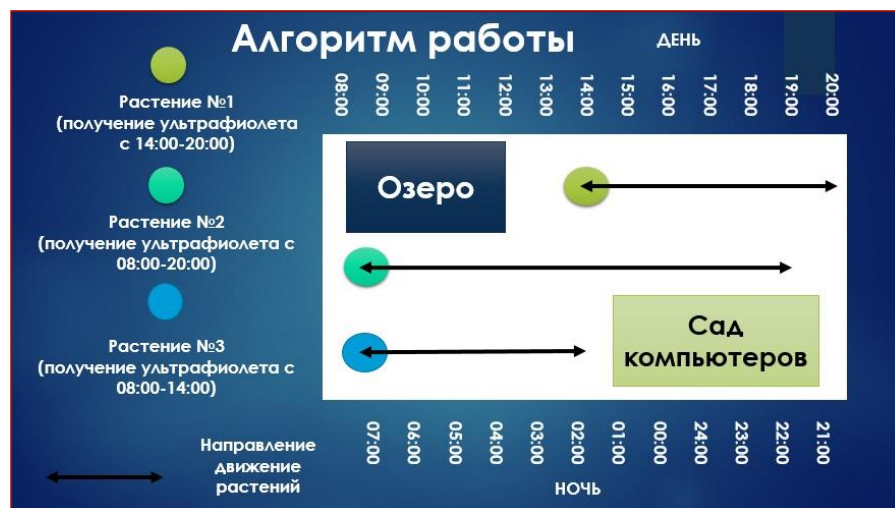 Алгоритм работы
ДЕНЬ
08:00
09:00
10:00
11:00
12:00
13:00
14:00
15:00
16:00
17:00
18:00
19:00
20:00
Растение №1
(получение ультрафиолета
с 14:00-20:00)
Растение №2
(получение ультрафиолета с
08:00-20:00)
Растение №3
(получение ультрафиолета с
08:00-14:00)
Направление
движение
растений
Озеро
Сад
компьютеров
07:00
06:00
05:00
04:00
03:00
02:00
01:00
00:00
24:00
23:00
22:00
21:00
НОЧЬ